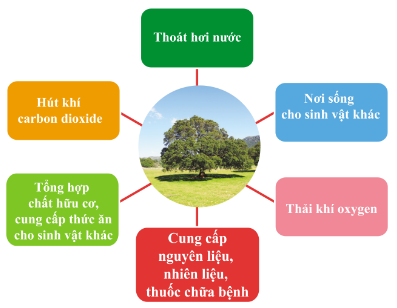 Thoát hơi nước
Hút khí
carbon dioxide
Nơi sống
cho sinh vật khác
Tổng hợp
chất hữu cơ,
cung cấp thức ăn
cho sinh vật khác
Thải khí oxygen
Cung cấp
nguyên liệu,
nhiên liệu,
thuốc chữa bệnh